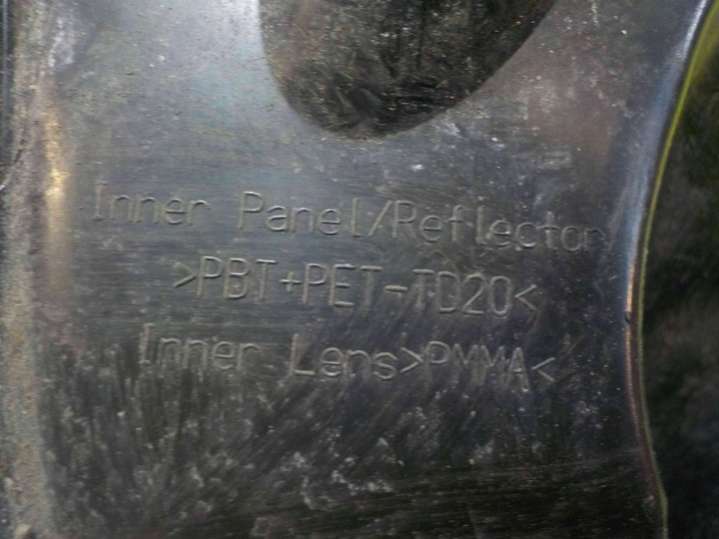 Inner Panel/Reflector
>PBT+PET-TD20<
Inner Lens>PMMA<